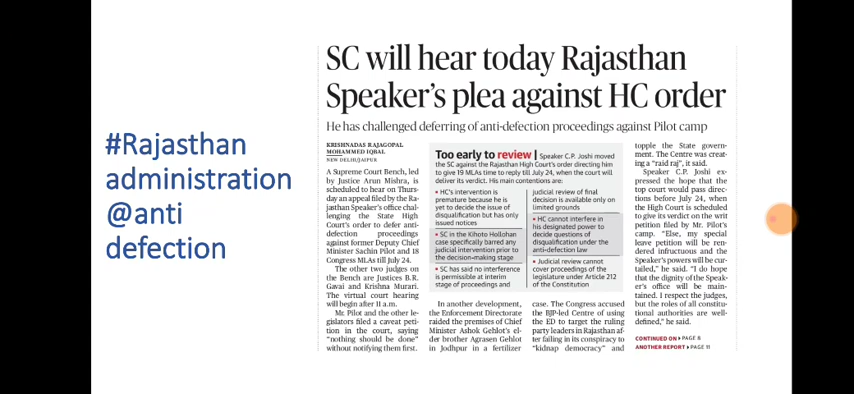 #Rajasthan
administration
@anti
defection
SC will hear today Rajasthan
Speaker's plea against HC order
He has challenged deferring of anti-defection proceedings against Pilot camp
KRISHNADAS RAJAGOPAL
MOHAMMED IQBAL
NEW DELHI/JAIPUR
A Supreme Court Bench, led
by Justice Arun Mishra, is
scheduled to hear on Thurs-
day an appeal filed by the Ra-
jasthan Speaker's office chal-
lenging the State High
Court's order to defer anti-
defection proceedings
against former Deputy Chief
Minister Sachin Pilot and 18
Congress MLAs till July 24.
The other two judges on
the Bench are Justices B.R.
Gavai and Krishna Murari.
The virtual court hearing
will begin after 11 a.m.
Mr. Pilot and the other le-
gislators filed a caveat peti-
tion in the court, saying
"nothing should be done"
without notifying them first.
Too early to review | Speaker C.P. Joshi moved
the SC against the Rajasthan High Court's order directing him
to give 19 MLAs time to reply till July 24, when the court will
deliver its verdict. His main contentions are:
• HC's intervention is
premature because he is
yet to decide the issue of
disqualification but has only
issued notices
• SC in the Kihoto Hollohan
case specifically barred any
judicial intervention prior to
the decision-making stage
• SC has said no interference
is permissible at interim
stage of proceedings and
judicial review of final
decision is available only on
limited grounds
• HC cannot interfere in
his designated power to
decide questions of
disqualification under the
anti-defection law
• Judicial review cannot
cover proceedings of the
legislature under Article 212
of the Constitution
In another development,
the Enforcement Directorate
raided the premises of Chief
Minister Ashok Gehlot's el-
der brother Agrasen Gehlot
in Jodhpur in a fertilizer
case. The Congress accused
the BJP-led Centre of using
the ED to target the ruling
party leaders in Rajasthan af-
ter failing in its conspiracy to
"kidnap democracy" and
topple the State govern-
ment. The Centre was creat-
ing a "raid raj", it said.
Speaker C.P. Joshi ex-
pressed the hope that the
top court would pass direc-
tions before July 24, when
the High Court is scheduled
to give its verdict on the writ
petition filed by Mr. Pilot's
camp. "Else, my special
leave petition will be ren-
dered infructuous and the
Speaker's powers will be cur-
tailed," he said. "I do hope
that the dignity of the Speak-
er's office will be main-
tained. I respect the judges,
but the roles of all constitu-
tional authorities are well-
defined," he said.
CONTINUED ON ▸ PAGE 8
ANOTHER REPORT ▸ PAGE 11